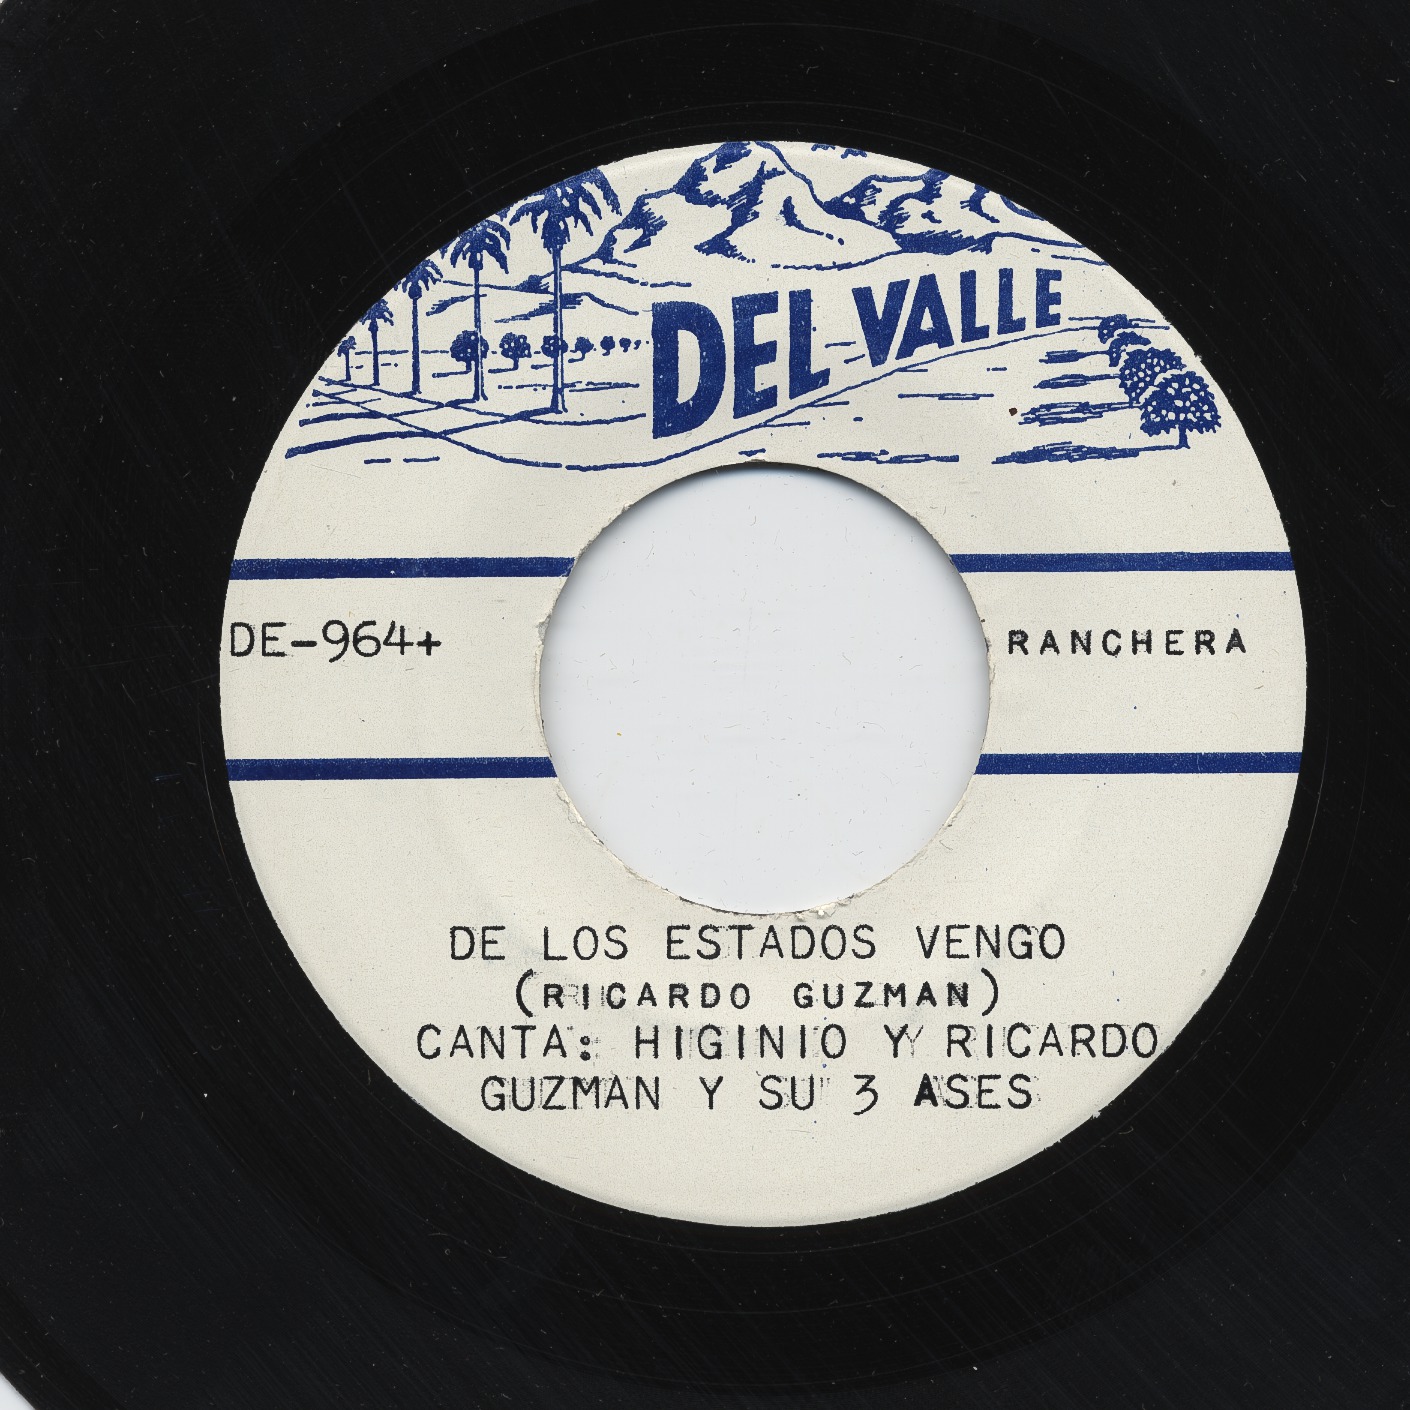 DEL VALLE
DE-964+
RANCHERA
DE LOS ESTADOS VENGO
(RICARDO GUZMAN)
CANTA: HIGINIO Y RICARDO
GUZMAN Y SU 3 ASES